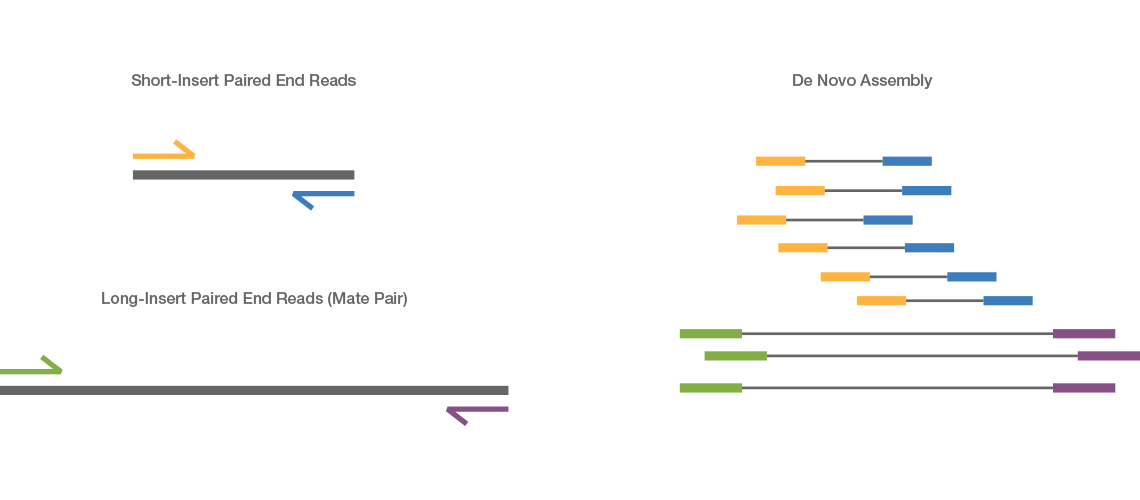 Short-Insert Paired End Reads
De Novo Assembly
Long-Insert Paired End Reads (Mate Pair)